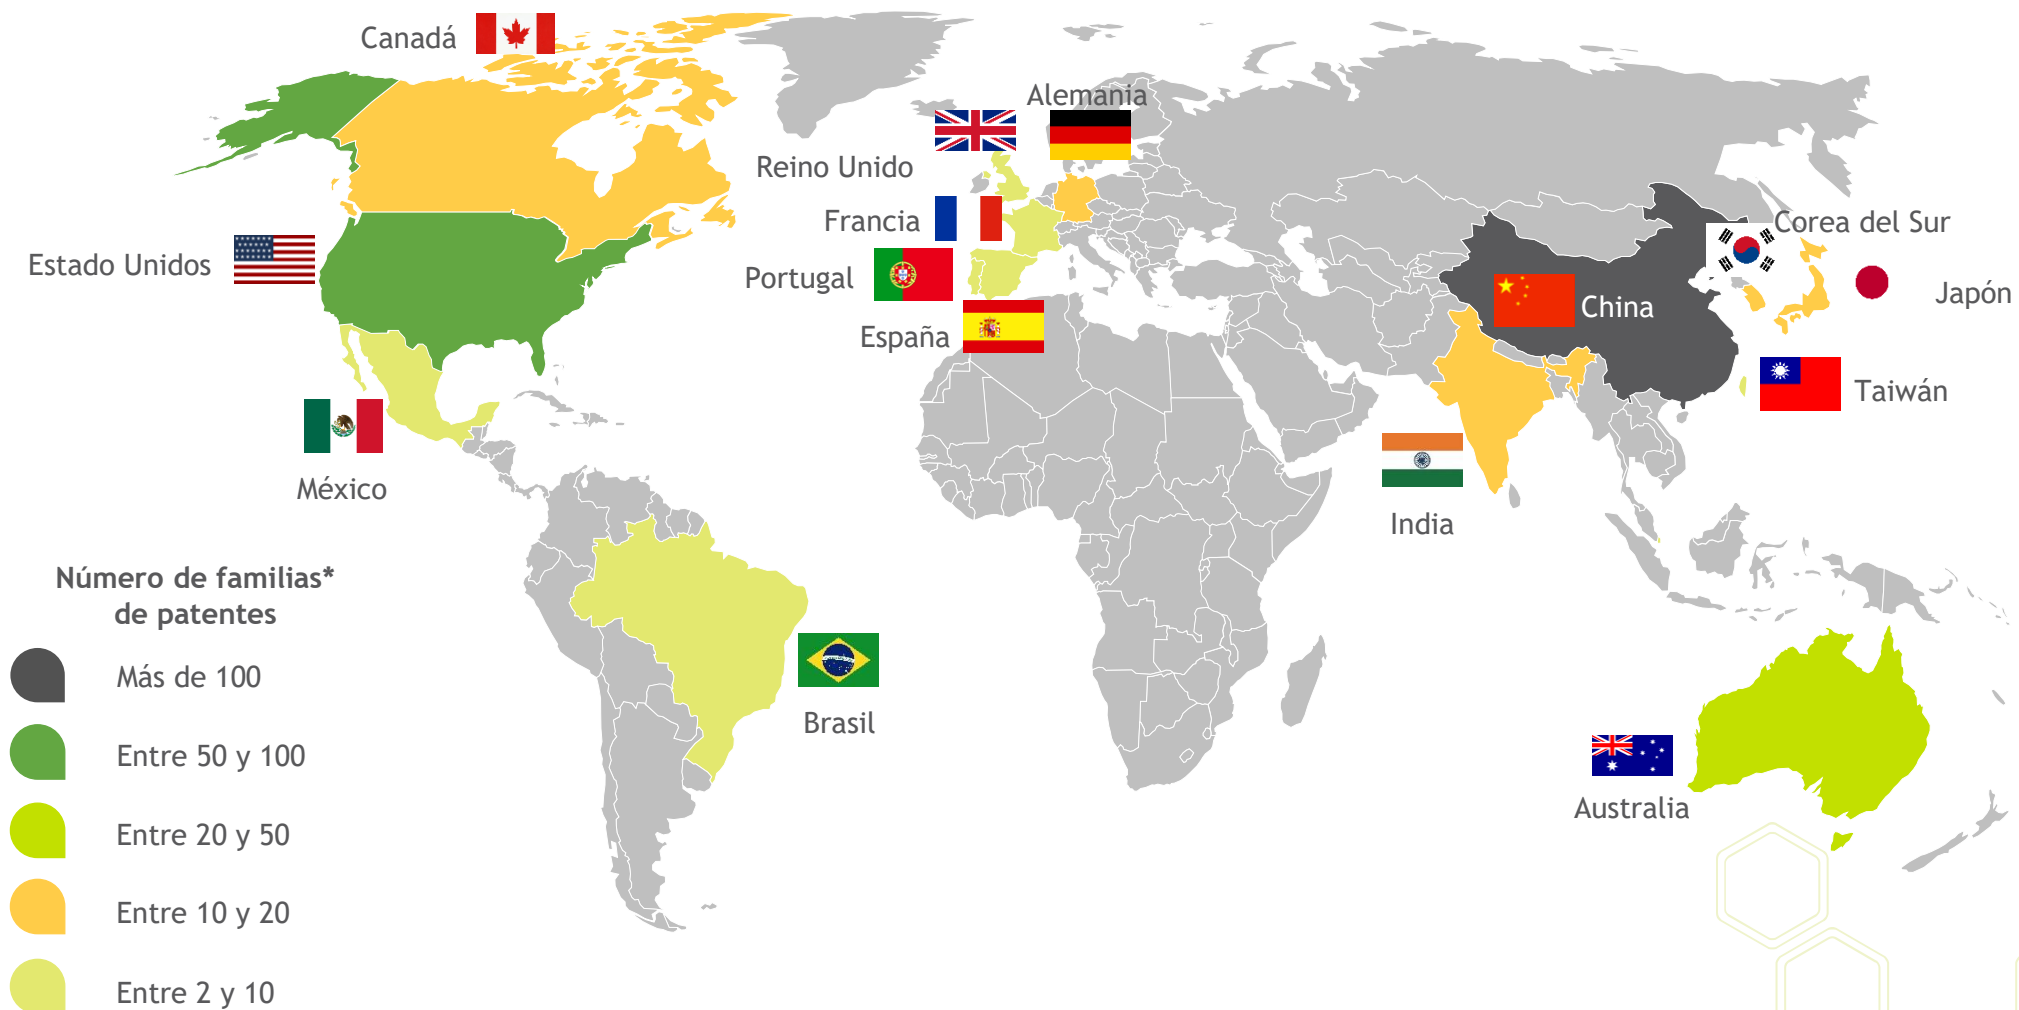 Canadá
Alemania
Reino Unido
Francia
Corea del Sur
Estado Unidos
Portugal
Japón
China
España
Taiwán
México
India
Número de familias*
de patentes
Más de 100
Brasil
Entre 50 y 100
Australia
Entre 20 y 50
Entre 10 y 20
Entre 2 y 10